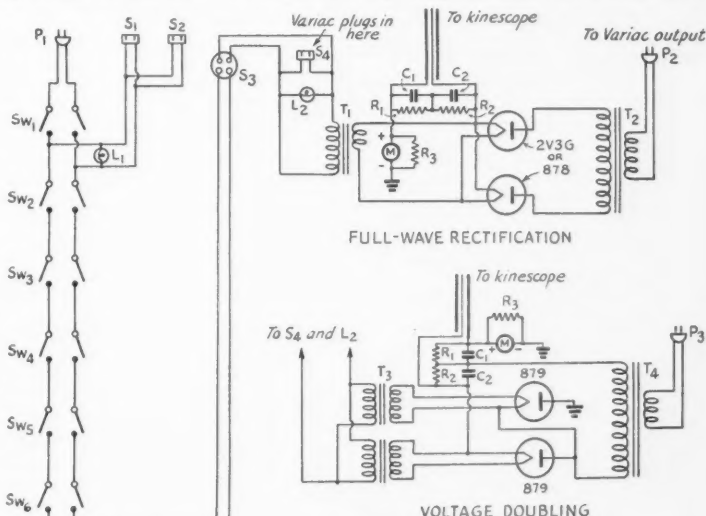 P1
S1
S2
Sw1
L1
Sw2
Sw3
Sw4
Sw5
Sw6
S3
Variac plugs in
here
S4
L2
To kinescope
C1
C2
R1
R2
T1
+
M
-
R3
2V3G
OR
878
To Variac output
P2
T2
FULL-WAVE RECTIFICATION
To kinescope
R3
To S4 and L2
R1
C1
+
M
-
R2
C2
T3
879
879
T4
P3
VOLTAGE DOUBLING